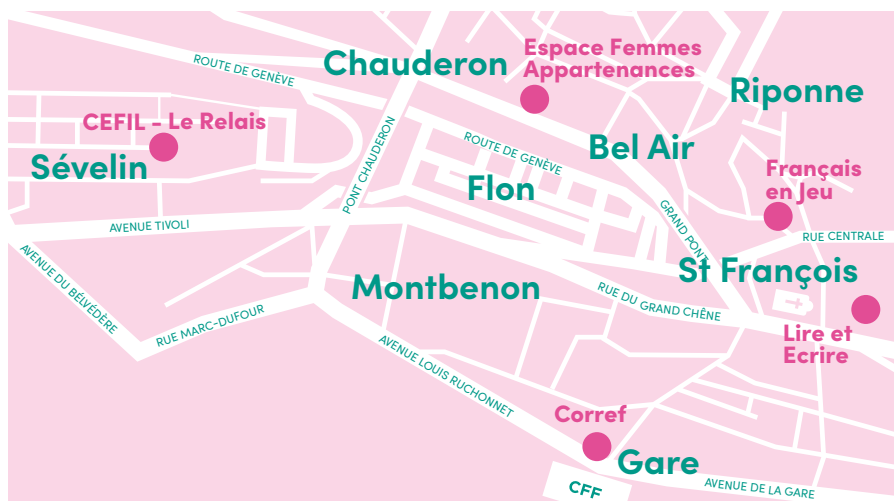 Espace Femmes
Appartenances
Chauderon
ROUTE DE GENÈVE
Riponne
CEFIL - Le Relais
Bel Air
ROUTE DE GENÈVE
Sévelin
Flon
PONT CHAUDERON
Français
en Jeu
GRAND PONT
AVENUE TIVOLI
RUE CENTRALE
St François
AVENUE DU BÉLVÉDÈRE
Montbenon
RUE DU GRAND CHÊNE
RUE MARC-DUFOUR
Lire et
Ecrire
AVENUE LOUIS RUCHONNET
Corref
Gare
AVENUE DE LA GARE
CFF